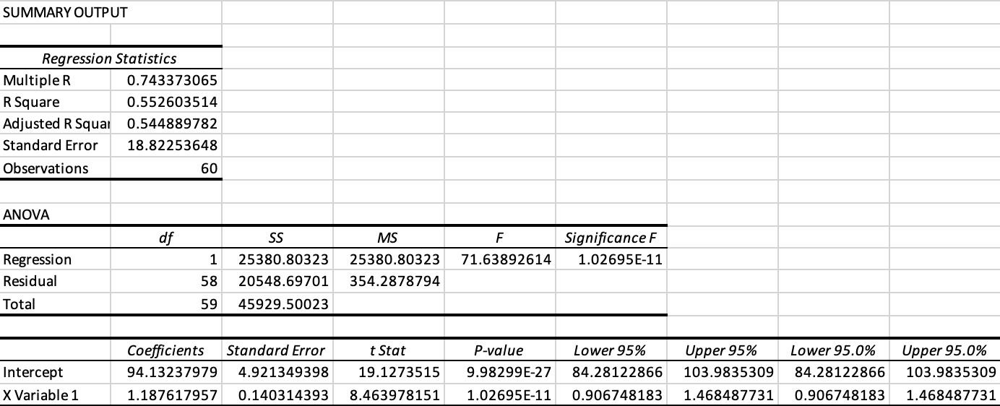 SUMMARY OUTPUT
Regression Statistics
Multiple R 0.743373065
R Square 0.552603514
Adjusted R Squar 0.544889782
Standard Error 18.82253648
Observations 60
ANOVA
df SS MS F Significance F
Regression 1 25380.80323 25380.80323 71.63892614 1.02695E-11
Residual 58 20548.69701 354.2878794
Total 59 45929.50023
Coefficients Standard Error t Stat P-value Lower 95% Upper 95% Lower 95.0% Upper 95.0%
Intercept 94.13237979 4.921349398 19.1273515 9.98299E-27 84.28122866 103.9835309 84.28122866 103.9835309
X Variable 1 1.187617957 0.140314393 8.463978151 1.02695E-11 0.906748183 1.468487731 0.906748183 1.468487731